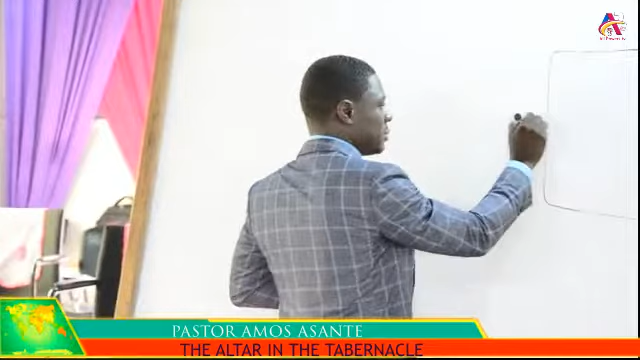 PASTOR AMOS ASANTE
THE ALTAR IN THE TABERNACLE